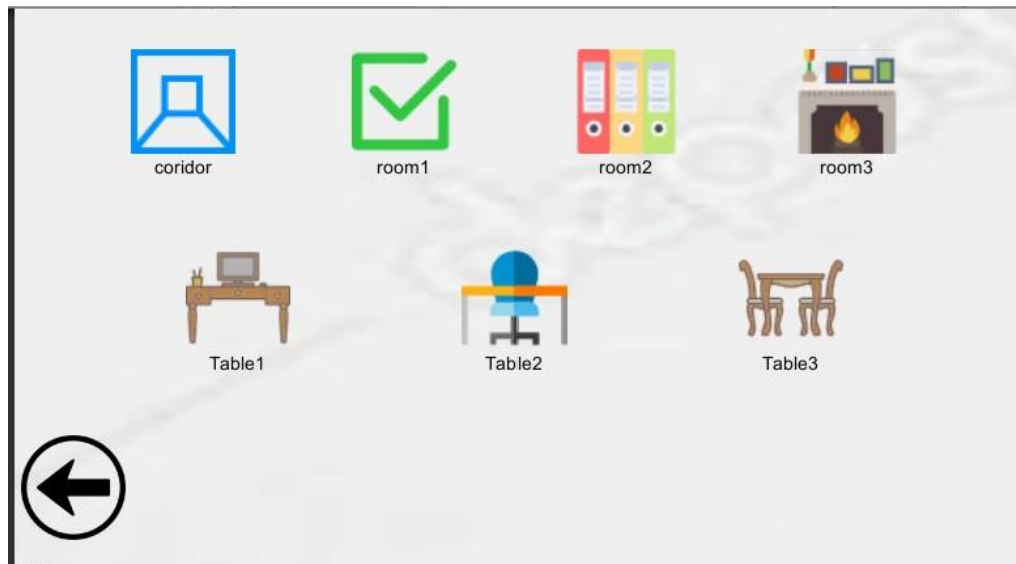 coridor
room1
room2
room3
Table1
Table2
Table3